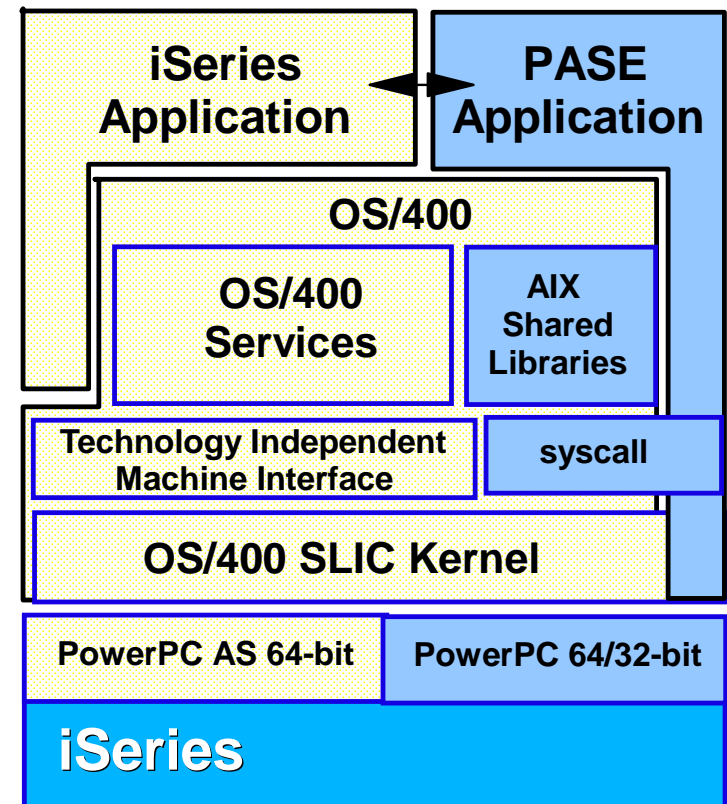 iSeries
Application
PASE
Application
OS/400
OS/400
Services
AIX
Shared
Libraries
Technology Independent
Machine Interface
syscall
OS/400 SLIC Kernel
PowerPC AS 64-bit
PowerPC 64/32-bit
iSeries